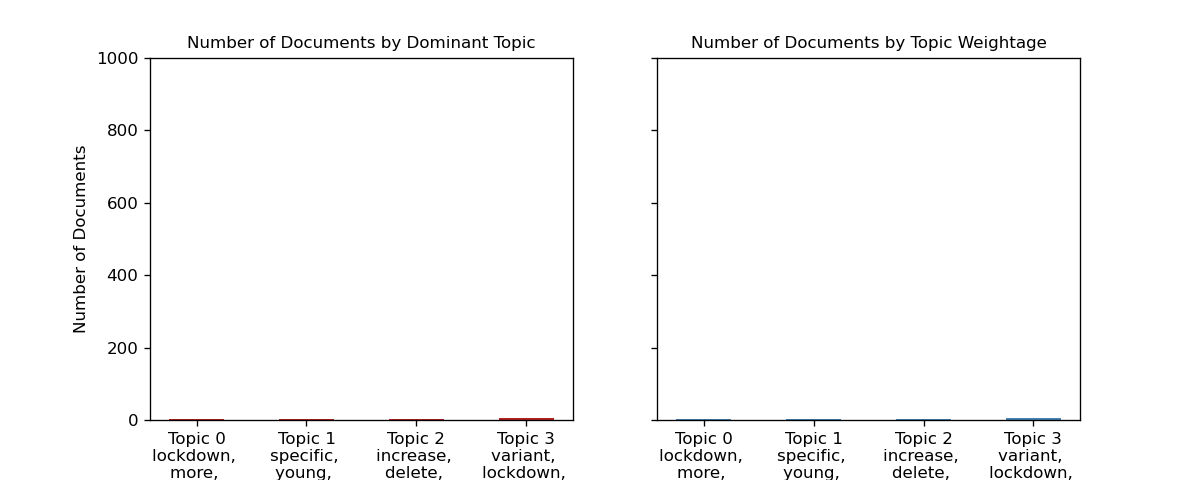 Number of Documents by Dominant Topic
Number of Documents
1000
800
600
400
200
0
Topic 0
lockdown,
more,
Topic 1
specific,
young,
Topic 2
increase,
delete,
Topic 3
variant,
lockdown,
Number of Documents by Topic Weightage
Topic 0
lockdown,
more,
Topic 1
specific,
young,
Topic 2
increase,
delete,
Topic 3
variant,
lockdown,